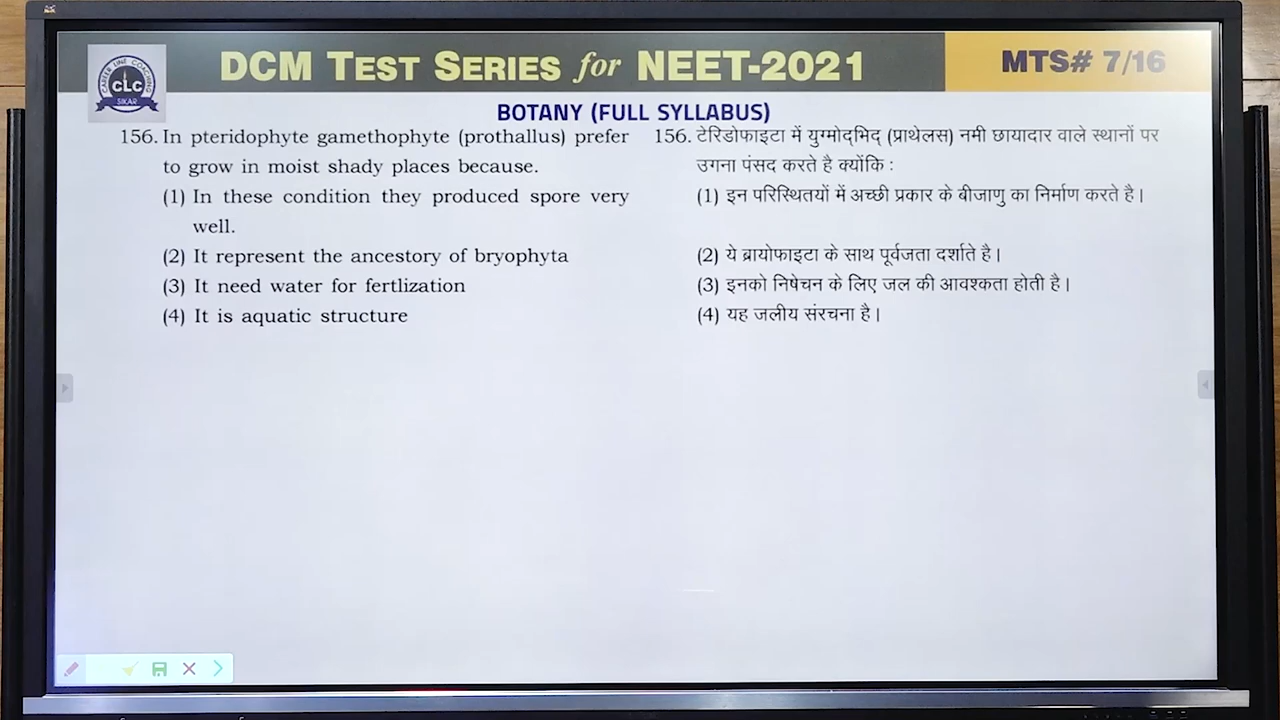 DCM TEST SERIES for NEET-2021
MTS# 7/16
CAREER LINE COACHING
CLC
SIKAR
BOTANY (FULL SYLLABUS)
156. In pteridophyte gamethophyte (prothallus) prefer
to grow in moist shady places because.
(1) In these condition they produced spore very
well.
(2) It represent the ancestory of bryophyta
(3) It need water for fertlization
(4) It is aquatic structure
156. टेरिडोफाइटा में युग्मोद्‌भिद् (प्राथेलस) नमी छायादार वाले स्थानों पर
उगना पंसद करते है क्योंकि :
(1) इन परिस्थितयों में अच्छी प्रकार के बीजाणु का निर्माण करते है।
(2) ये ब्रायोफाइटा के साथ पूर्वजता दर्शाते है।
(3) इनको निषेचन के लिए जल की आवश्कता होती है।
(4) यह जलीय संरचना है।